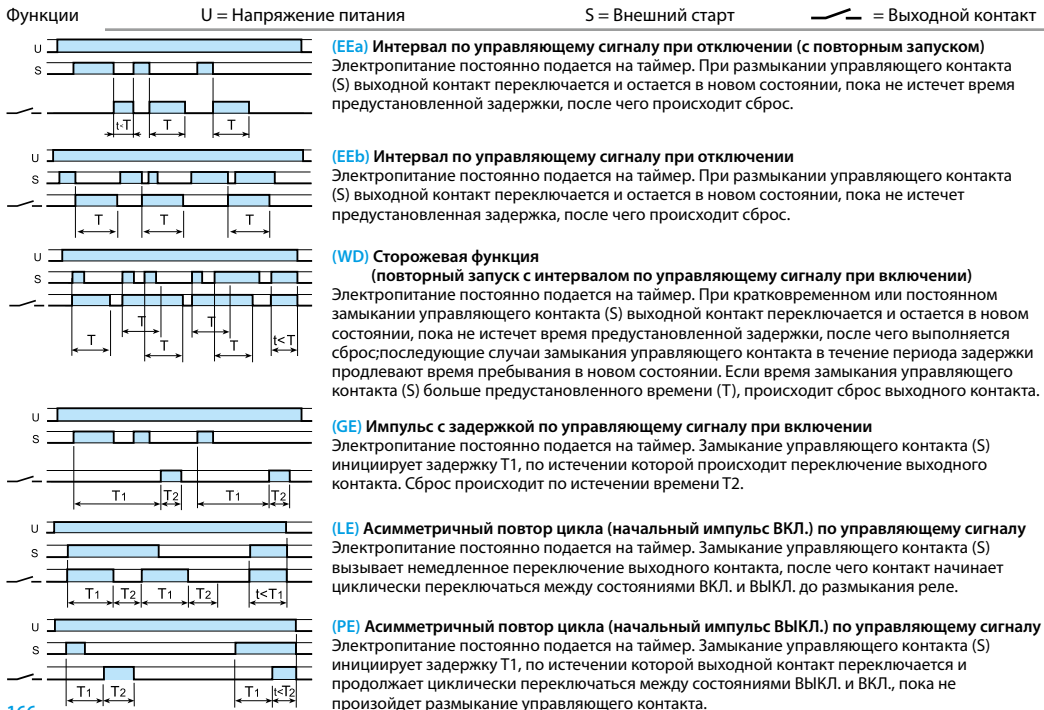 Функции U = Напряжение питания S = Внешний старт = Выходной контакт
U
S
t<T T T
(EEa) Интервал по управляющему сигналу при отключении (с повторным запуском)
Электропитание постоянно подается на таймер. При размыкании управляющего контакта
(S) выходной контакт переключается и остается в новом состоянии, пока не истечет время
предустановленной задержки, после чего происходит сброс.
U
S
T T T
(EEb) Интервал по управляющему сигналу при отключении
Электропитание постоянно подается на таймер. При размыкании управляющего контакта
(S) выходной контакт переключается и остается в новом состоянии, пока не истечет
предустановленная задержка, после чего происходит сброс.
U
S
T T T T T t<T
(WD) Сторожевая функция
(повторный запуск с интервалом по управляющему сигналу при включении)
Электропитание постоянно подается на таймер. При кратковременном или постоянном
замыкании управляющего контакта (S) выходной контакт переключается и остается в новом
состоянии, пока не истечет время предустановленной задержки, после чего выполняется
сброс;последующие случаи замыкания управляющего контакта в течение периода задержки
продлевают время пребывания в новом состоянии. Если время замыкания управляющего
контакта (S) больше предустановленного времени (T), происходит сброс выходного контакта.
U
S
T1 T2 T1 T2
(GE) Импульс с задержкой по управляющему сигналу при включении
Электропитание постоянно подается на таймер. Замыкание управляющего контакта (S)
инициирует задержку T1, по истечении которой происходит переключение выходного
контакта. Сброс происходит по истечении времени T2.
U
S
T1 T2 T1 T2 t<T1
(LE) Асимметричный повтор цикла (начальный импульс ВКЛ.) по управляющему сигналу
Электропитание постоянно подается на таймер. Замыкание управляющего контакта (S)
вызывает немедленное переключение выходного контакта, после чего контакт начинает
циклически переключаться между состояниями ВКЛ. и ВЫКЛ. до размыкания реле.
U
S
T1 T2 T1 t<T2
(PE) Асимметричный повтор цикла (начальный импульс ВЫКЛ.) по управляющему сигналу
Электропитание постоянно подается на таймер. Замыкание управляющего контакта (S)
инициирует задержку T1, по истечении которой выходной контакт переключается и
продолжает циклически переключаться между состояниями ВЫКЛ. и ВКЛ., пока не
произойдет размыкание управляющего контакта.